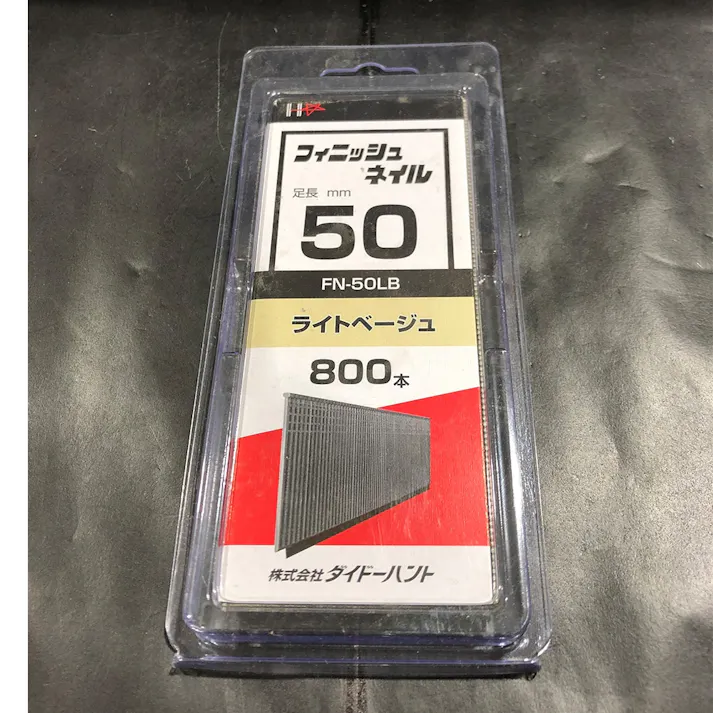 フィニッシュ
ネイル
足長 mm
50
FN-50LB
ライトベージュ
800本
株式会社 ダイドーハント